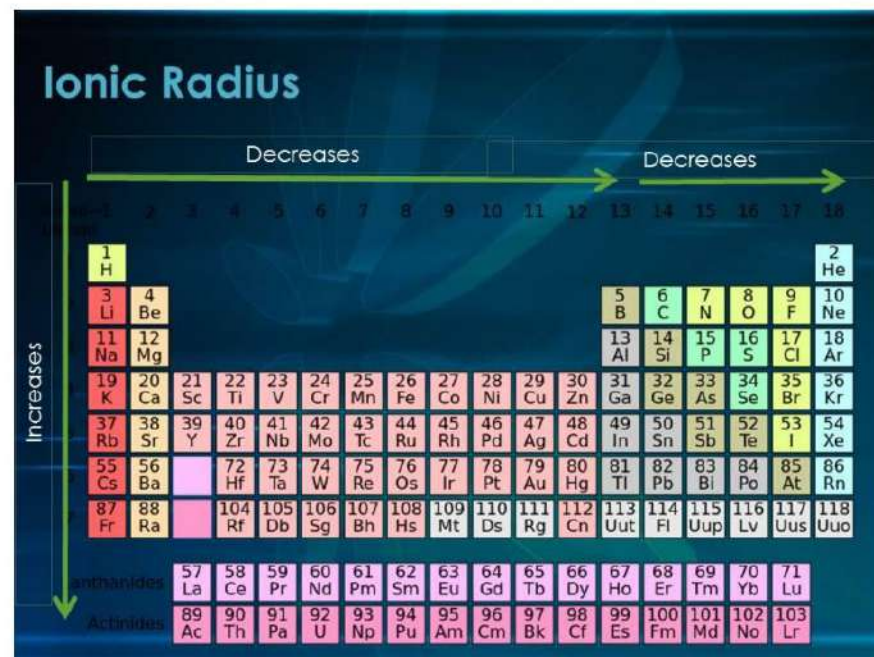 Ionic Radius
Decreases
Decreases
Increases
1 2 3 4 5 6 7 8 9 10 11 12 13 14 15 16 17 18
1 2
H He
3 4 5 6 7 8 9 10
Li Be B C N O F Ne
11 12 13 14 15 16 17 18
Na Mg Al Si P S Cl Ar
19 20 21 22 23 24 25 26 27 28 29 30 31 32 33 34 35 36
K Ca Sc Ti V Cr Mn Fe Co Ni Cu Zn Ga Ge As Se Br Kr
37 38 39 40 41 42 43 44 45 46 47 48 49 50 51 52 53 54
Rb Sr Y Zr Nb Mo Tc Ru Rh Pd Ag Cd In Sn Sb Te I Xe
55 56 72 73 74 75 76 77 78 79 80 81 82 83 84 85 86
Cs Ba Hf Ta W Re Os Ir Pt Au Hg Tl Pb Bi Po At Rn
87 88 104 105 106 107 108 109 110 111 112 113 114 115 116 117 118
Fr Ra Rf Db Sg Bh Hs Mt Ds Rg Cn Uut Fl Uup Lv Uus Uuo
57 58 59 60 61 62 63 64 65 66 67 68 69 70 71
anthanides La Ce Pr Nd Pm Sm Eu Gd Tb Dy Ho Er Tm Yb Lu
89 90 91 92 93 94 95 96 97 98 99 100 101 102 103
Actinides Ac Th Pa U Np Pu Am Cm Bk Cf Es Fm Md No Lr